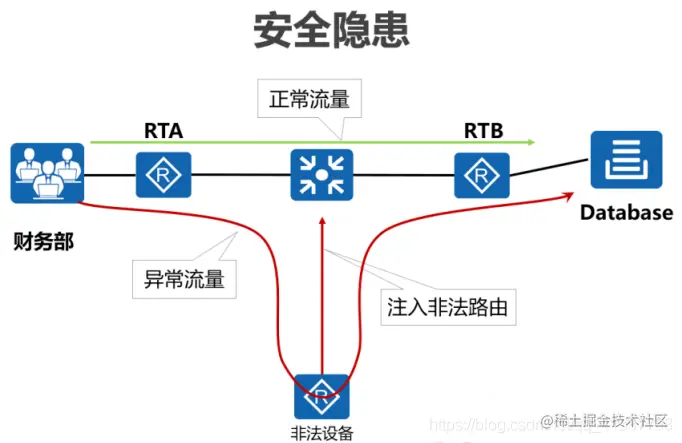 安全隐患
正常流量
RTA
RTB
R
R
Database
财务部
异常流量
注入非法路由
R
非法设备
https://blog.csdn
@稀土掘金技术社区